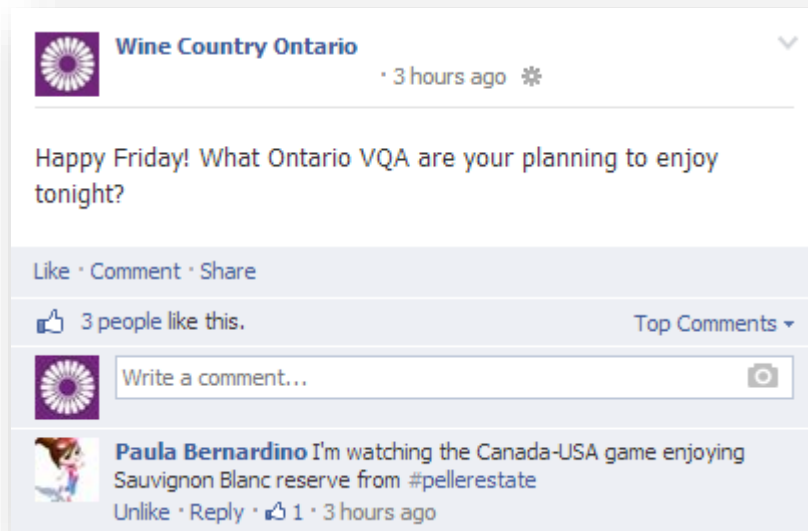 Wine Country Ontario
· 3 hours ago
Happy Friday! What Ontario VQA are your planning to enjoy
tonight?
Like · Comment · Share
3 people like this.
Top Comments
Write a comment...
Paula Bernardino I'm watching the Canada-USA game enjoying
Sauvignon Blanc reserve from #pellerestate
Unlike · Reply · 1 · 3 hours ago